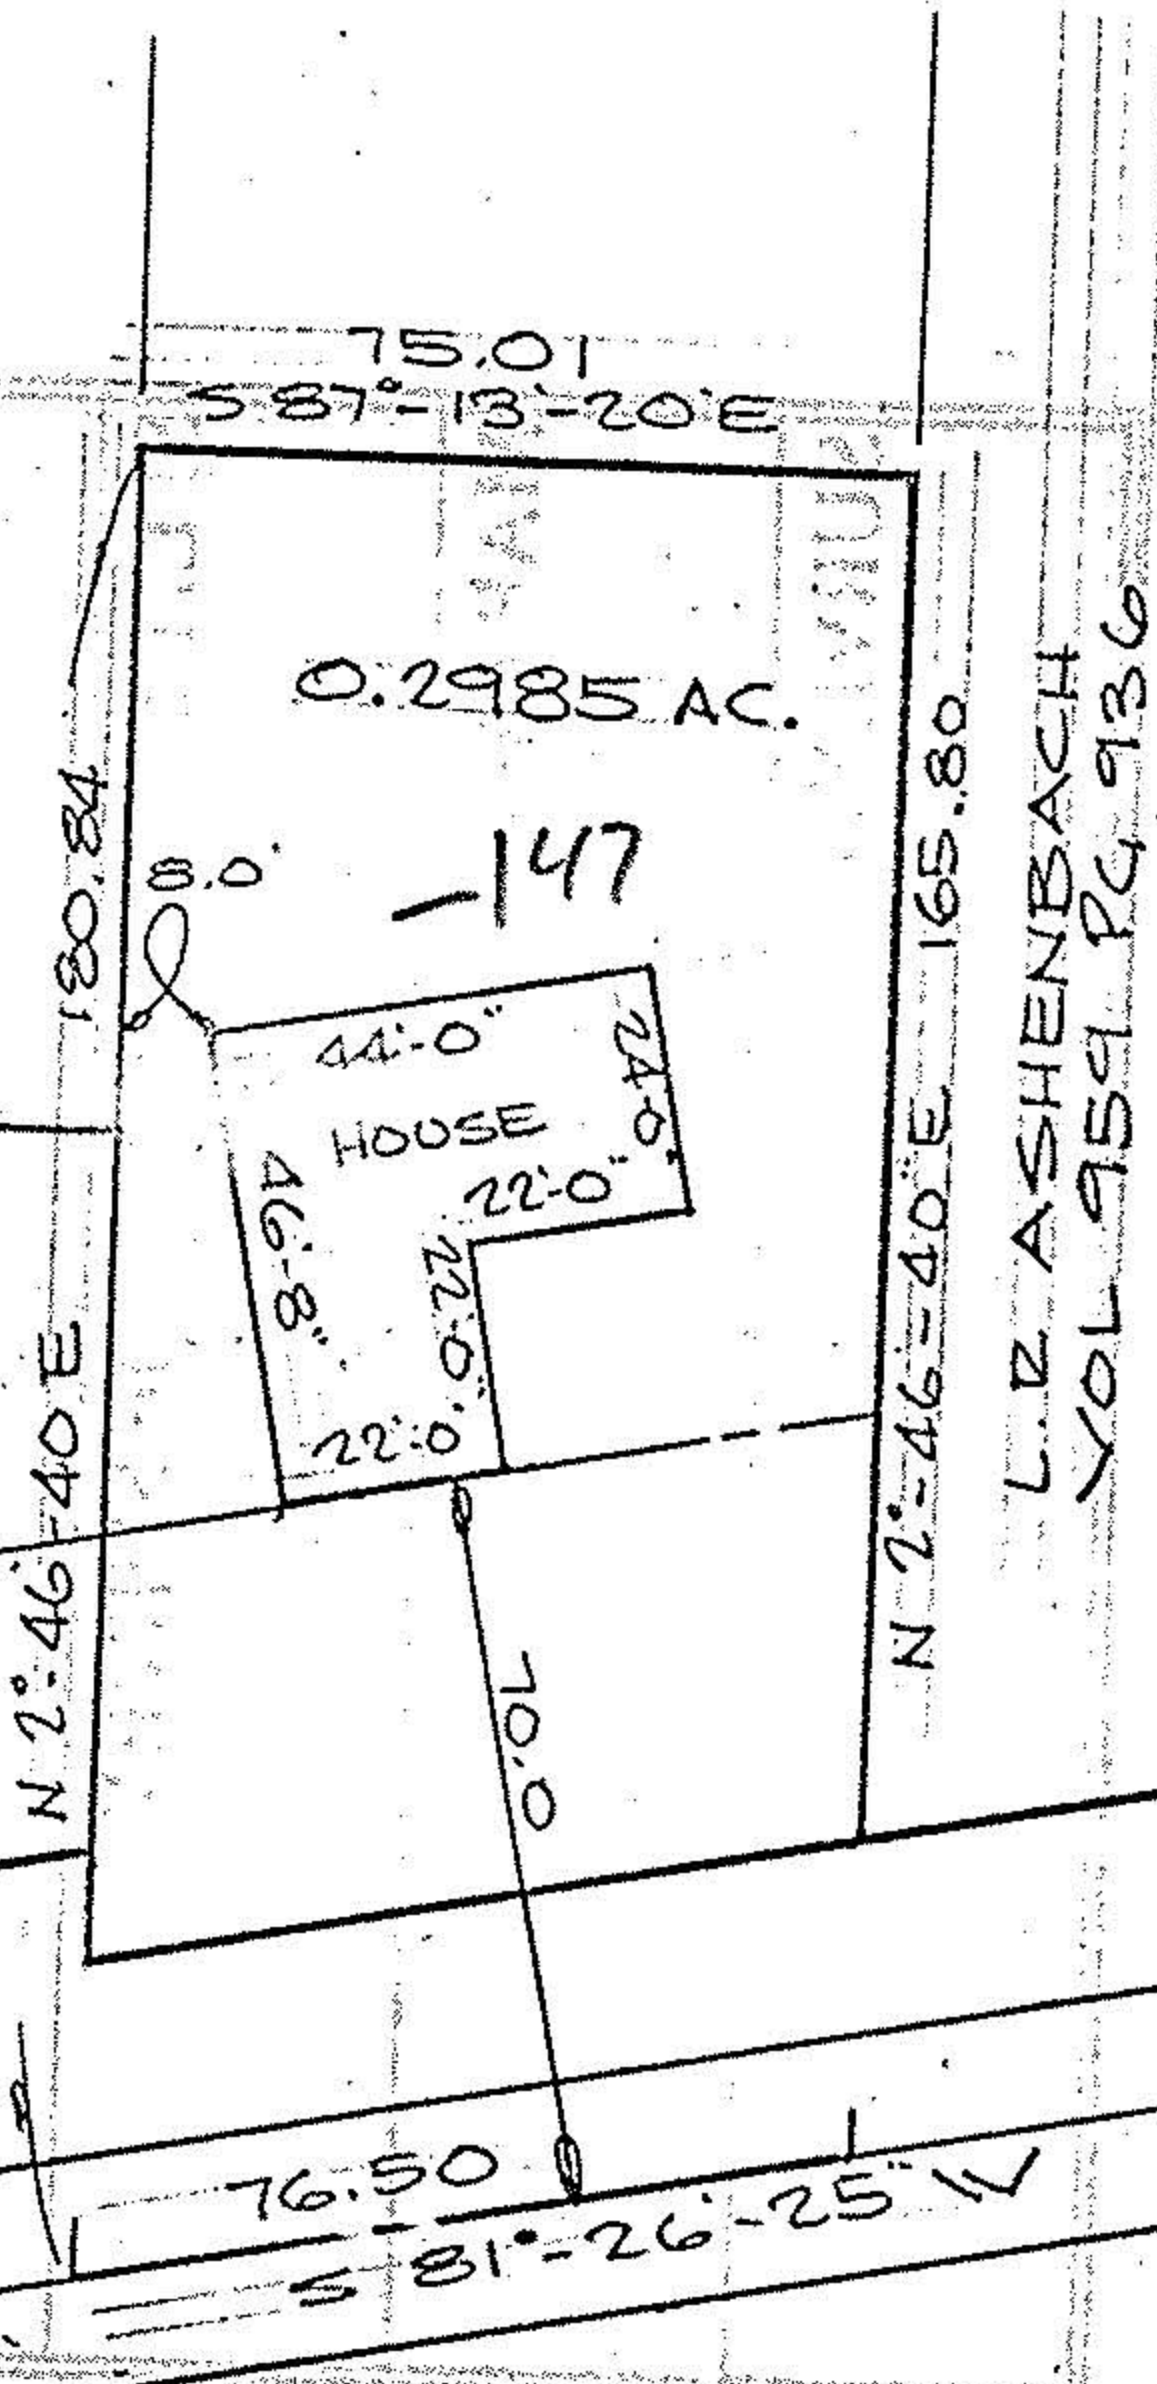 75.01
S 87°-13'-20"E
0.2985 AC.
-147
180.84
N 2°-46'-40 E
8.0'
44'-0"
24'-0"
HOUSE
22'-0"
46'-8"
22'-0"
22'-0"
N 2°-46'-40"E 165.80
L.R ASHENBACH
VOL 959 PG 936
70.0
76.50
S 81°-26'-25" W